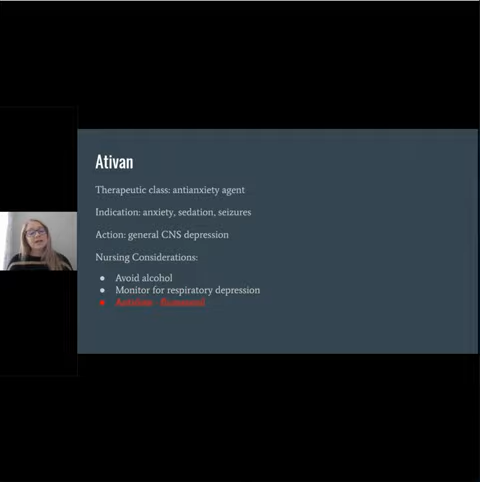 Ativan
Therapeutic class: antianxiety agent
Indication: anxiety, sedation, seizures
Action: general CNS depression
Nursing Considerations:
Avoid alcohol
Monitor for respiratory depression